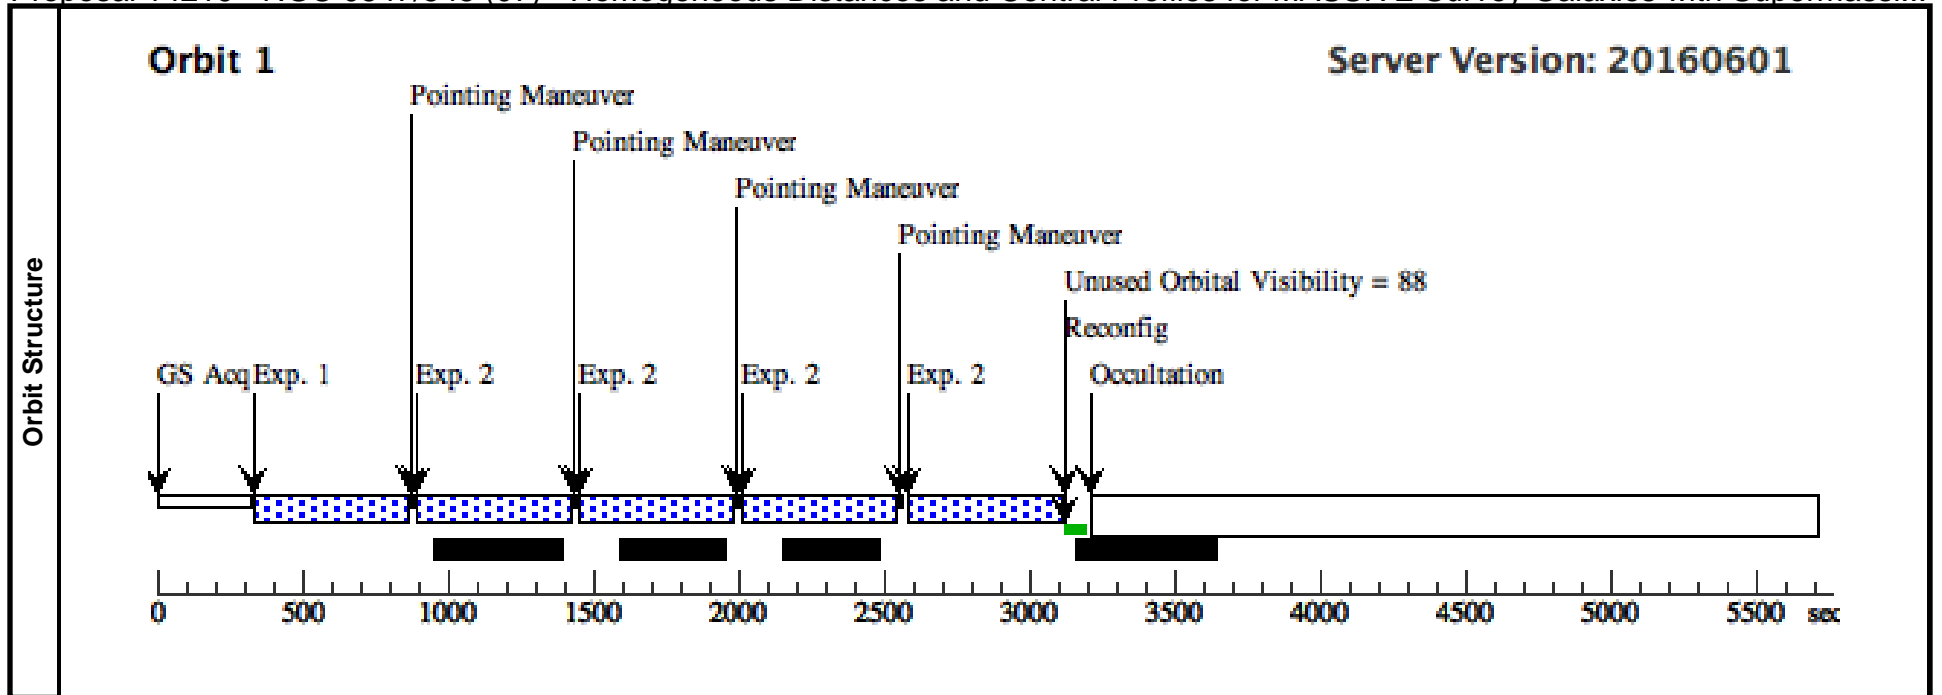 Orbit 1
Server Version: 20160601
Pointing Maneuver
Pointing Maneuver
Pointing Maneuver
Pointing Maneuver
Unused Orbital Visibility = 88
Reconfig
GS Acq Exp. 1 Exp. 2 Exp. 2 Exp. 2 Exp. 2 Occultation
Orbit Structure
0 500 1000 1500 2000 2500 3000 3500 4000 4500 5000 5500 sec